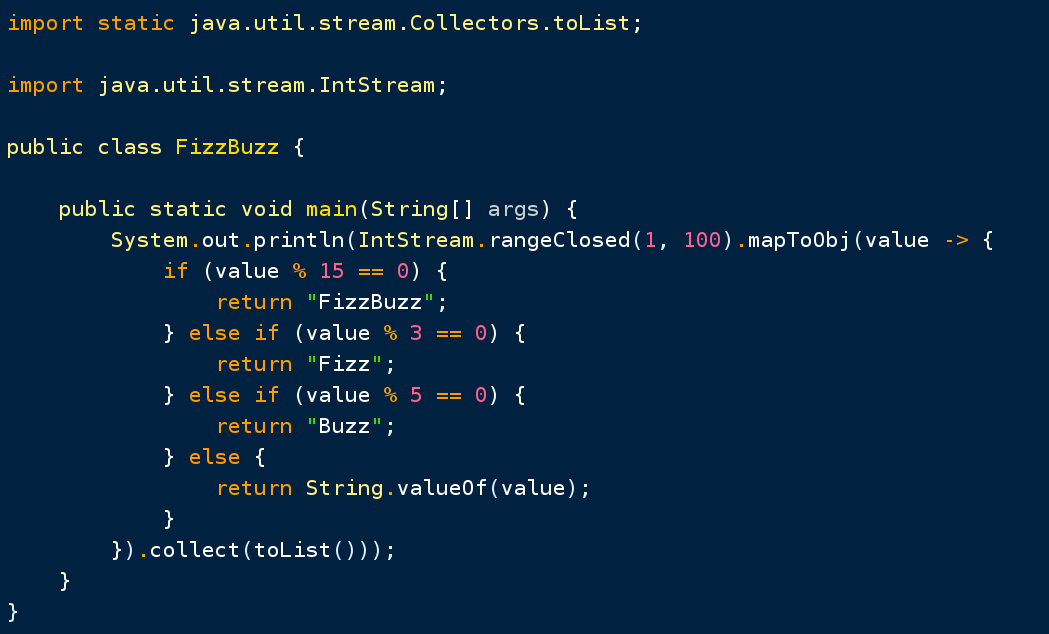 import static java.util.stream.Collectors.toList;

import java.util.stream.IntStream;

public class FizzBuzz {

    public static void main(String[] args) {
        System.out.println(IntStream.rangeClosed(1, 100).mapToObj(value -> {
            if (value % 15 == 0) {
                return "FizzBuzz";
            } else if (value % 3 == 0) {
                return "Fizz";
            } else if (value % 5 == 0) {
                return "Buzz";
            } else {
                return String.valueOf(value);
            }
        }).collect(toList()));
    }
}